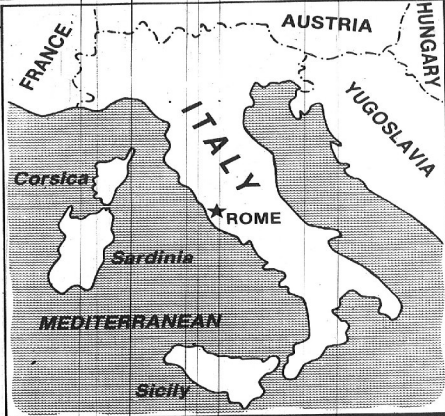 AUSTRIA
HUNGARY
FRANCE
YUGOSLAVIA
ITALY
Corsica
ROME
Sardinia
MEDITERRANEAN
Sicily